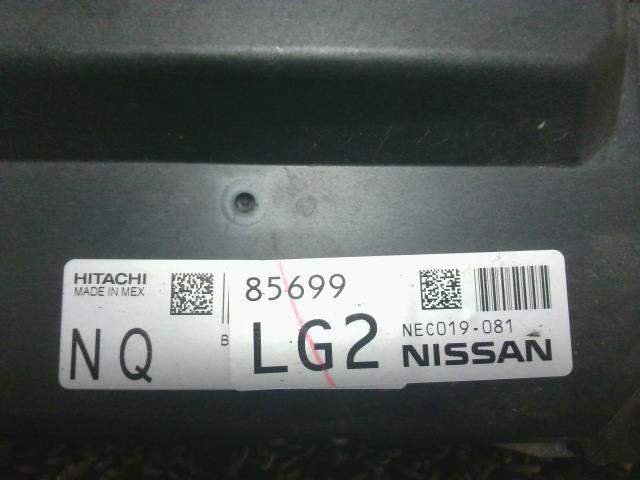 HITACHI
MADE IN MEX
NQ
B
85699
LG2
NEC019-081
NISSAN